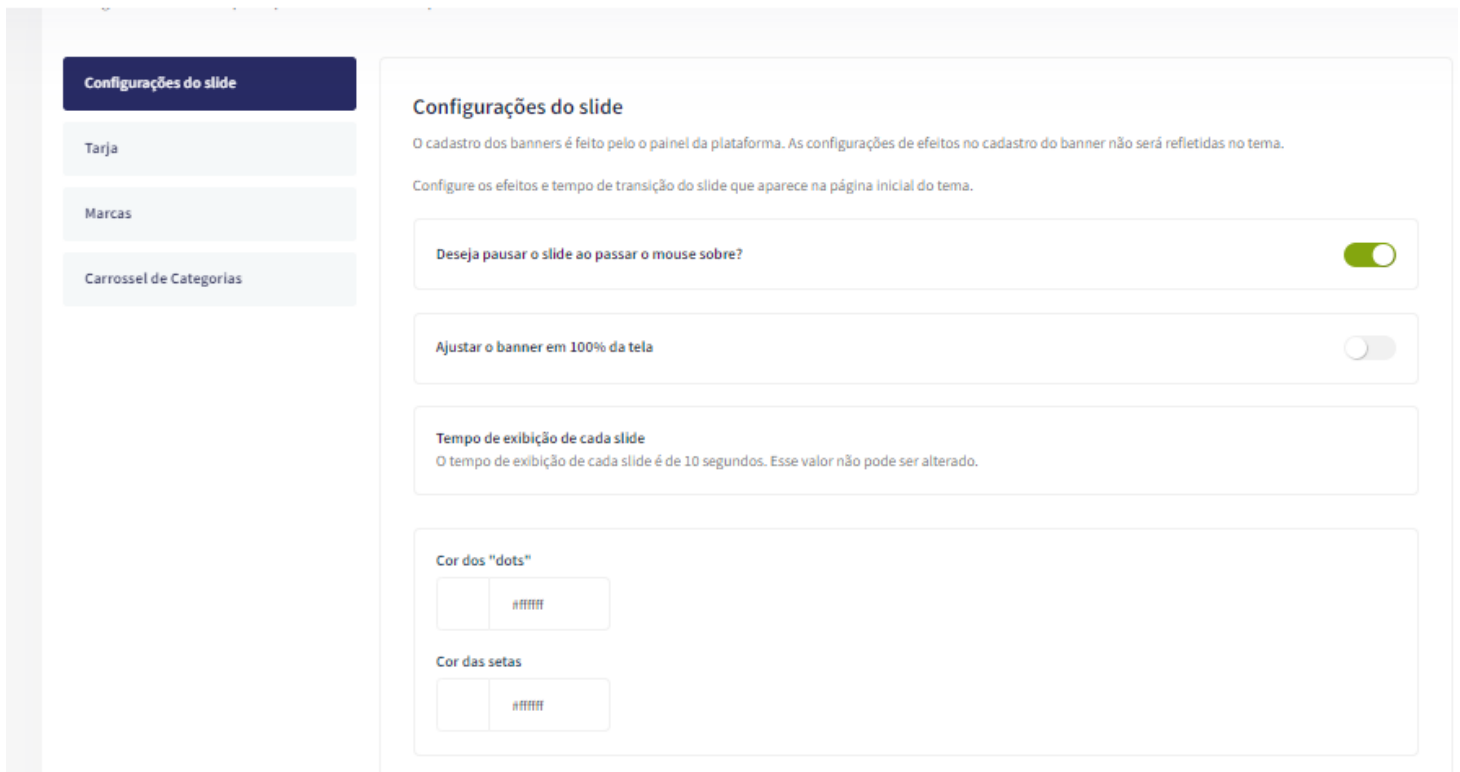 Configurações do slide
Tarja
Marcas
Carrossel de Categorias
Configurações do slide
O cadastro dos banners é feito pelo o painel da plataforma. As configurações de efeitos no cadastro do banner não será refletidas no tema.
Configure os efeitos e tempo de transição do slide que aparece na página inicial do tema.
Deseja pausar o slide ao passar o mouse sobre?
Ajustar o banner em 100% da tela
Tempo de exibição de cada slide
O tempo de exibição de cada slide é de 10 segundos. Esse valor não pode ser alterado.
Cor dos "dots"
#ffffff
Cor das setas
#ffffff